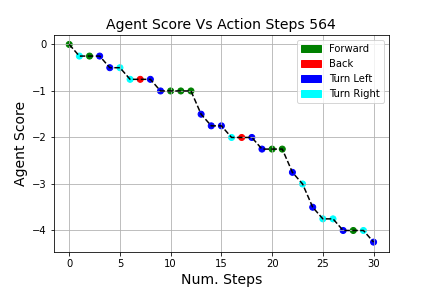 Agent Score Vs Action Steps 564
Forward
Back
Turn Left
Turn Right
0
−1
−2
−3
−4
Agent Score
0 5 10 15 20 25 30
Num. Steps